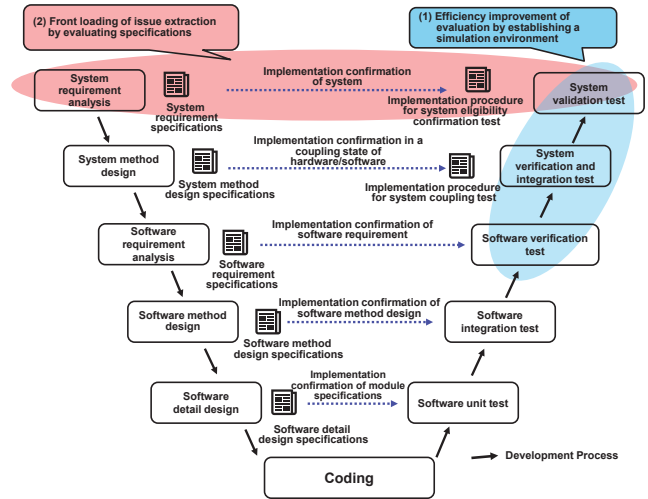 (2) Front loading of issue extraction
by evaluating specifications
(1) Efficiency improvement of
evaluation by establishing a
simulation environment
System
requirement
analysis
System
requirement
specifications
Implementation confirmation
of system
Implementation procedure
for system eligibility
confirmation test
System
validation test
System method
design
System method
design specifications
Implementation confirmation in a
coupling state of
hardware/software
Implementation procedure
for system coupling test
System
verification and
integration test
Software
requirement
analysis
Software
requirement
specifications
Implementation confirmation of
software requirement
Software verification
test
Software method
design
Software method
design specifications
Implementation confirmation of
software method design
Software
integration test
Software
detail design
Software detail
design specifications
Implementation
confirmation of module
specifications
Software unit test
Coding
Development Process